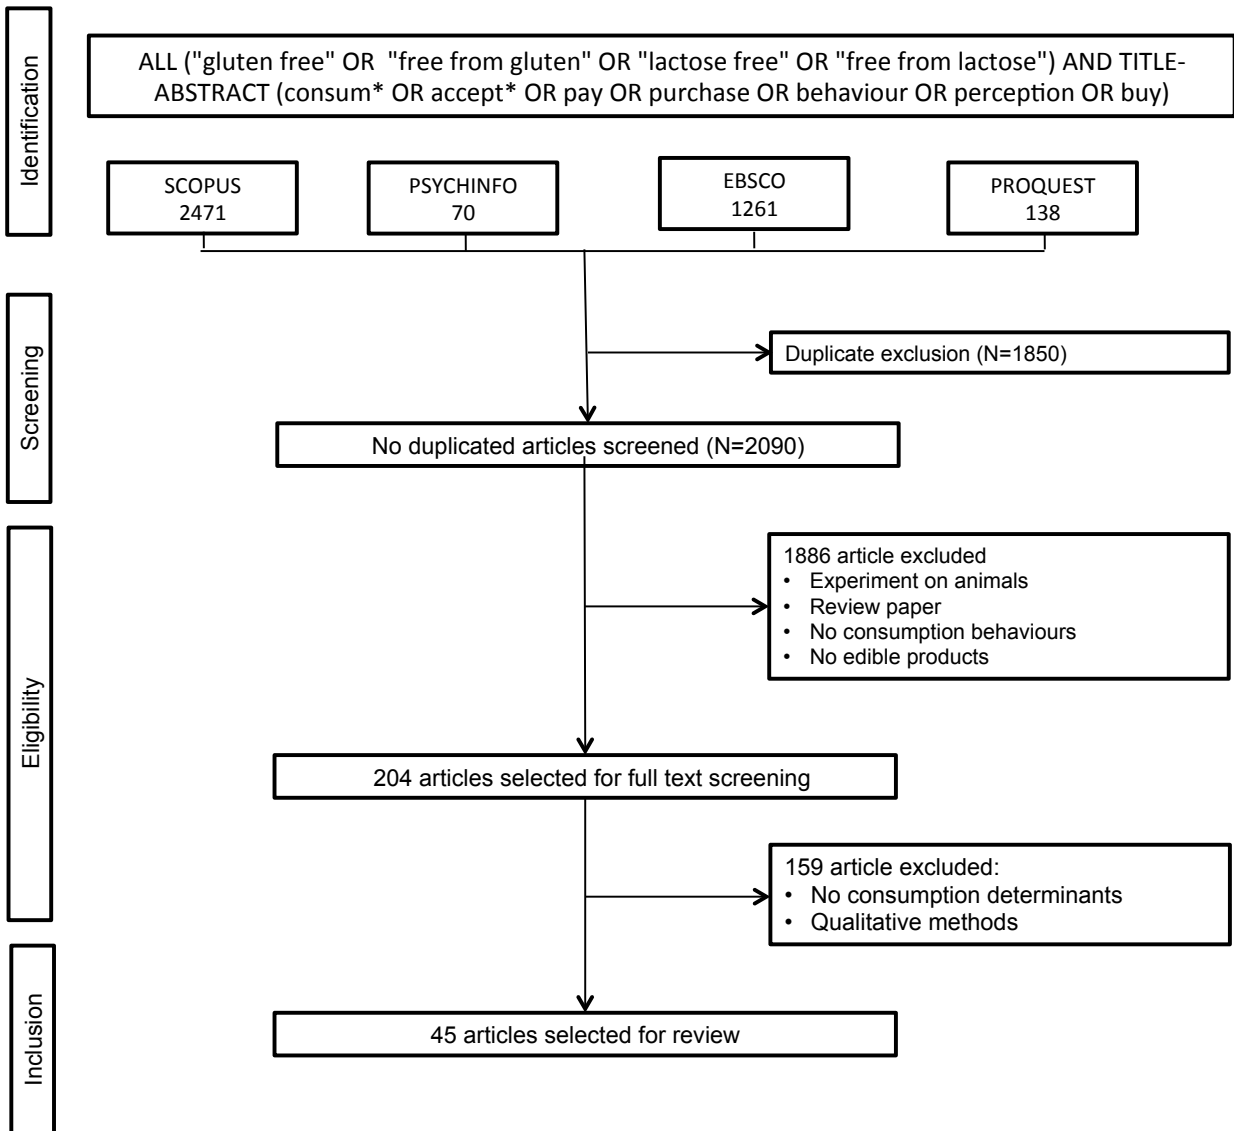 Identification
ALL ("gluten free" OR "free from gluten" OR "lactose free" OR "free from lactose") AND TITLE-
ABSTRACT (consum* OR accept* OR pay OR purchase OR behaviour OR perception OR buy)
SCOPUS
2471
PSYCHINFO
70
EBSCO
1261
PROQUEST
138
Screening
Duplicate exclusion (N=1850)
No duplicated articles screened (N=2090)
Eligibility
1886 article excluded
• Experiment on animals
• Review paper
• No consumption behaviours
• No edible products
204 articles selected for full text screening
159 article excluded:
• No consumption determinants
• Qualitative methods
Inclusion
45 articles selected for review